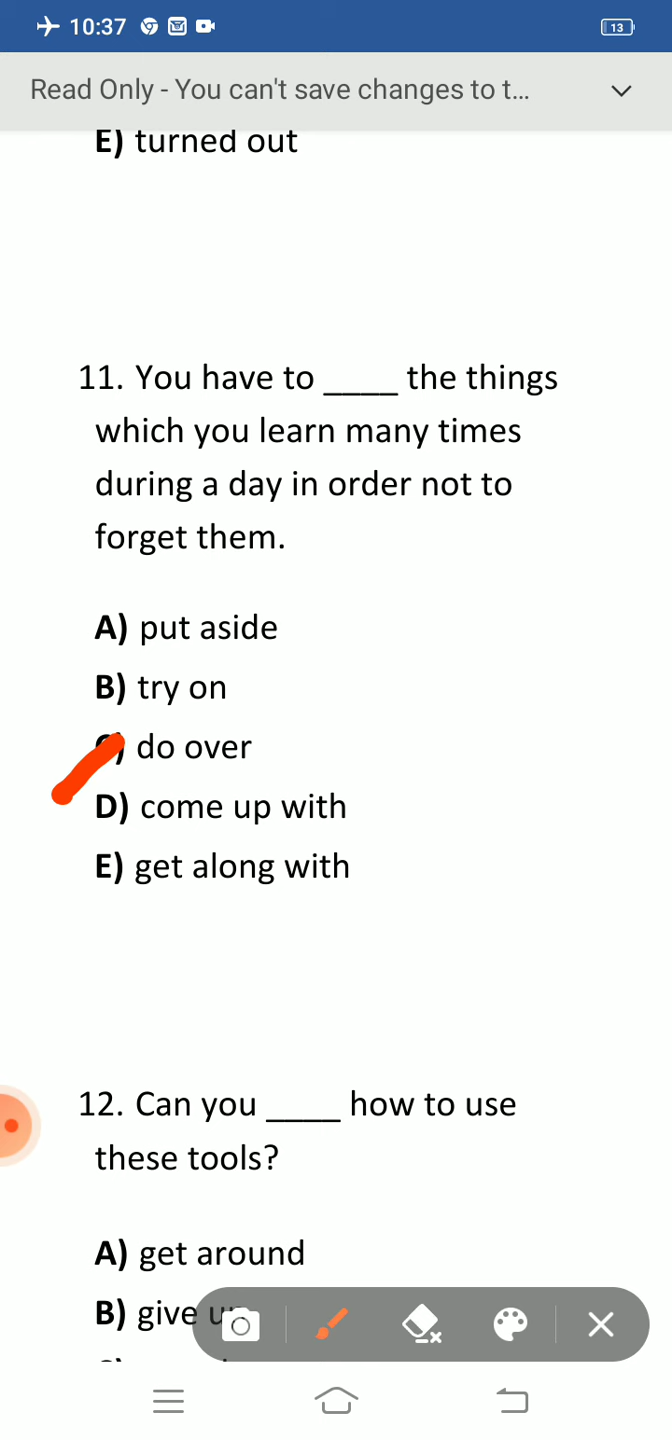 10:37
13
Read Only - You can't save changes to t...
E) turned out
11. You have to ____ the things
which you learn many times
during a day in order not to
forget them.
A) put aside
B) try on
do over
D) come up with
E) get along with
12. Can you ____ how to use
these tools?
A) get around
B) give